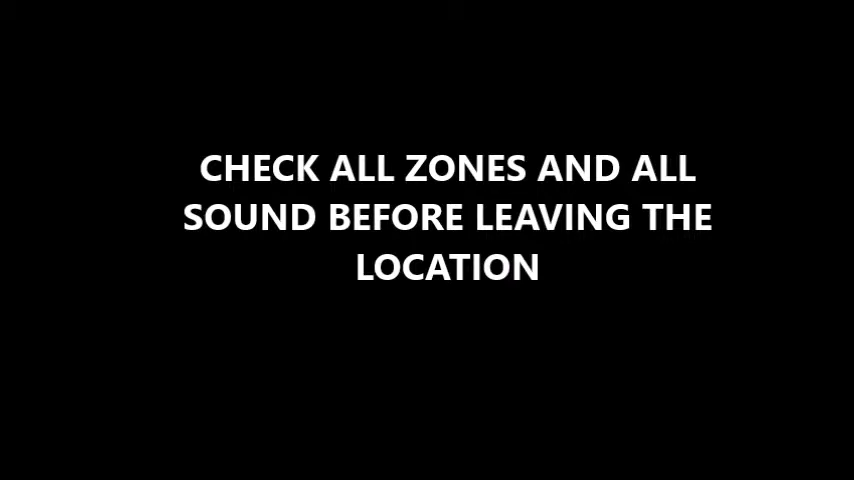 CHECK ALL ZONES AND ALL
SOUND BEFORE LEAVING THE
LOCATION